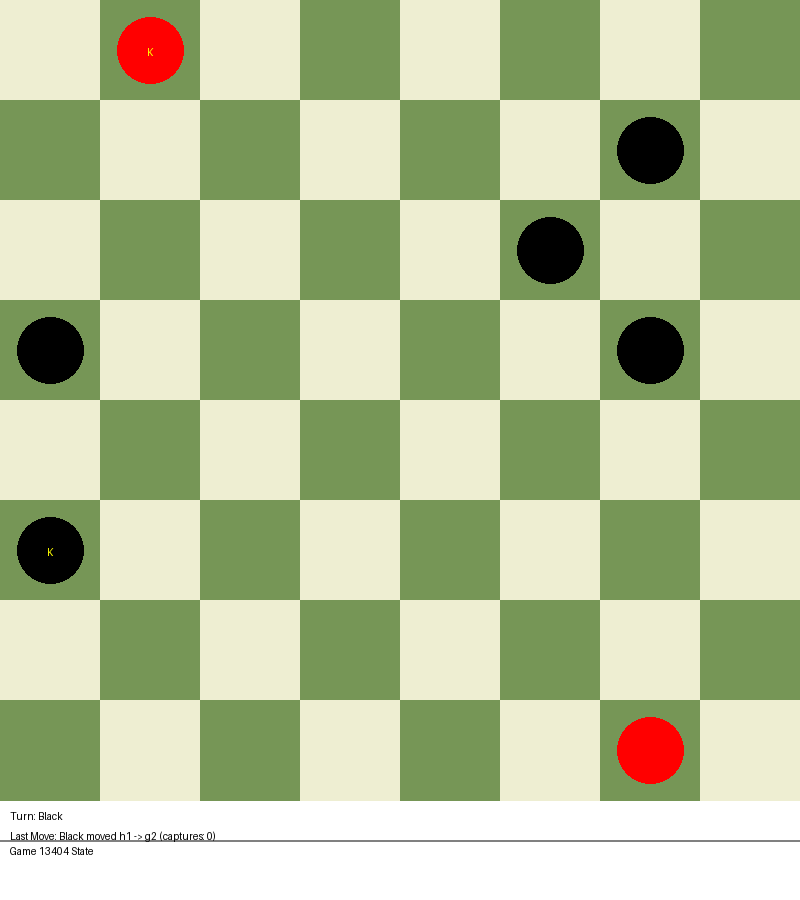 K
K
Turn: Black
Last Move: Black moved h1 -> g2 (captures: 0)
Game 13404 State